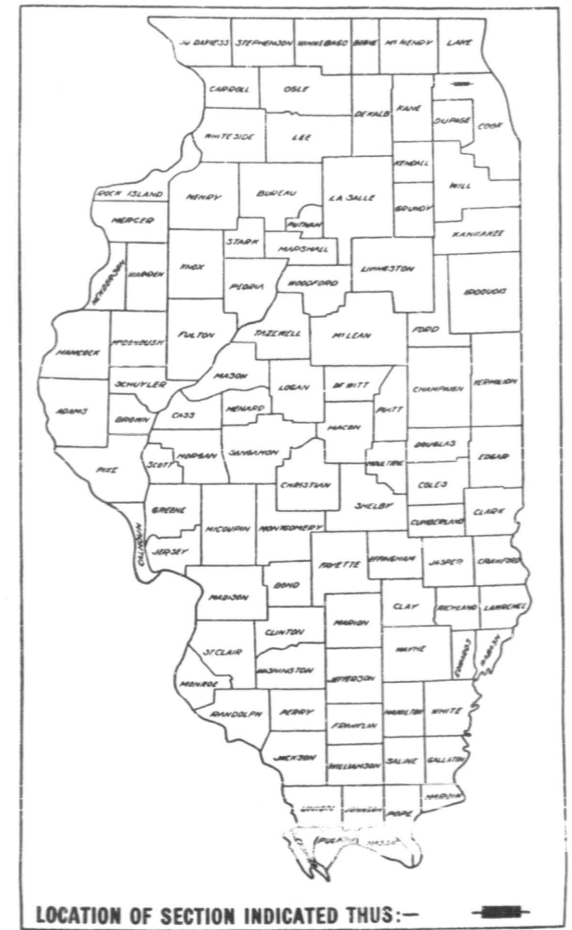 JO DAVIESS STEPHENSON WINNEBAGO BOONE McHENRY LAKE
CARROLL OGLE DEKALB KANE DUPAGE COOK
WHITESIDE LEE KENDALL WILL
ROCK ISLAND HENRY BUREAU LA SALLE GRUNDY
MERCER PUTNAM KANKAKEE
STARK MARSHALL
HENDERSON WARREN KNOX PEORIA WOODFORD LIVINGSTON IROQUOIS
HANCOCK McDONOUGH FULTON TAZEWELL McLEAN FORD
SCHUYLER MASON LOGAN DE WITT CHAMPAIGN VERMILION
ADAMS BROWN CASS MENARD PIATT
MACON DOUGLAS
PIKE SCOTT MORGAN SANGAMON MOULTRIE EDGAR
CHRISTIAN COLES
GREENE SHELBY CLARK
CALHOUN MACOUPIN MONTGOMERY CUMBERLAND
JERSEY FAYETTE EFFINGHAM JASPER CRAWFORD
MADISON BOND
MARION CLAY RICHLAND LAWRENCE
CLINTON
ST CLAIR WAYNE EDWARDS WABASH
WASHINGTON JEFFERSON
MONROE
RANDOLPH PERRY HAMILTON WHITE
FRANKLIN
JACKSON WILLIAMSON SALINE GALLATIN
UNION JOHNSON POPE HARDIN
PULASKI
LOCATION OF SECTION INDICATED THUS:-